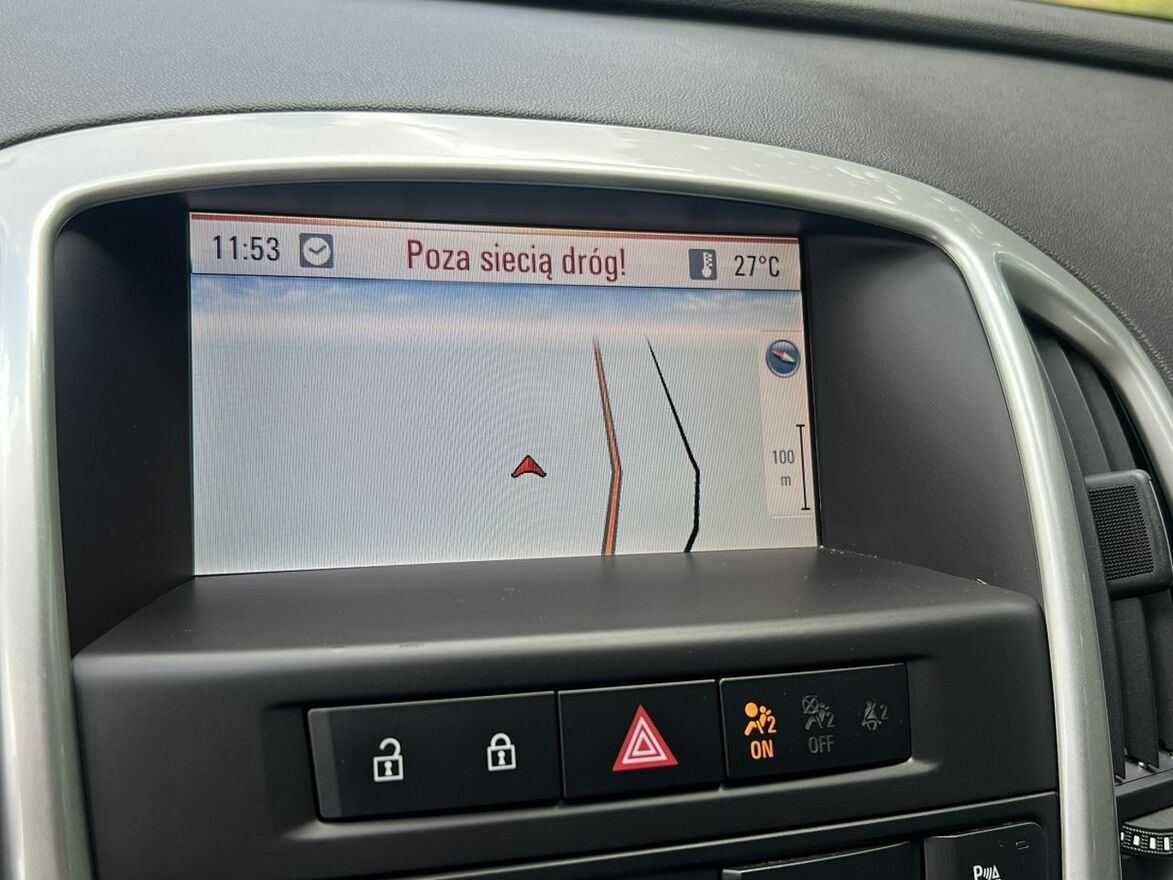 11:53 Poza siecią dróg! 27°C
100
m
2 2 2
ON OFF
P